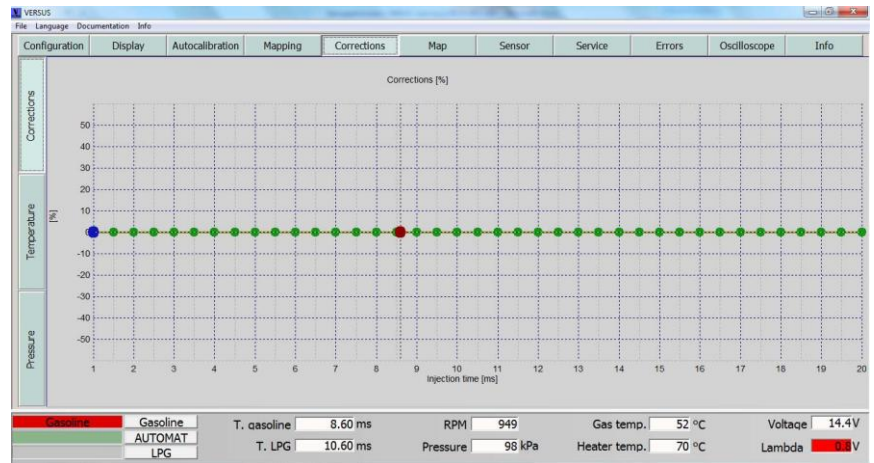 VERSUS
File Language Documentation Info
Configuration Display Autocalibration Mapping Corrections Map Sensor Service Errors Oscilloscope Info
Corrections
Temperature
Pressure
Corrections [%]
[%]
50
40
30
20
10
0
-10
-20
-30
-40
-50
1 2 3 4 5 6 7 8 9 10 11 12 13 14 15 16 17 18 19 20
Injection time [ms]
Gasoline Gasoline T. gasoline 8.60 ms RPM 949 Gas temp. 52 °C Voltage 14.4V
AUTOMAT
LPG T. LPG 10.60 ms Pressure 98 kPa Heater temp. 70 °C Lambda 0.8V